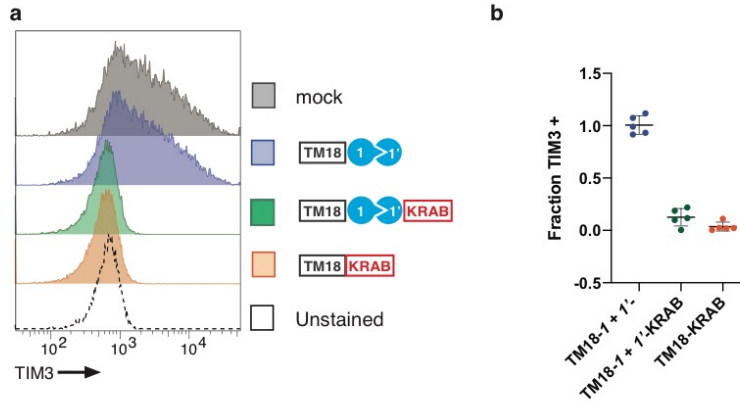 a
mock
TM18 1 1'
TM18 1 1' KRAB
TM18 KRAB
Unstained
10² 10³ 10⁴
TIM3
b
Fraction TIM3 +
1.5
1.0
0.5
0.0
-0.5
TM18-1 + 1'-
TM18-1 + 1'-KRAB
TM18-KRAB